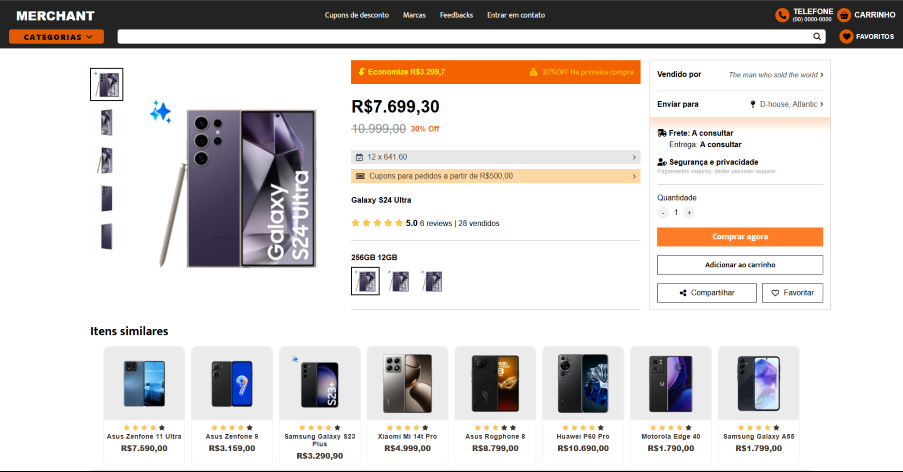 MERCHANT
Cupons de desconto Marcas Feedbacks Entrar em contato
TELEFONE
(00) 0000-0000
CARRINHO
CATEGORIAS
FAVORITOS
Economize R$3.299,7
30%OFF Na primeira compra
R$7.699,30
10.999,00 30% Off
12 x 641.60
Cupons para pedidos a partir de R$500,00
Galaxy S24 Ultra
5.0 6 reviews | 28 vendidos
256GB 12GB
Galaxy
S24 Ultra
Vendido por The man who sold the world
Enviar para D-house, Atlantic
Frete: A consultar
Entrega: A consultar
Segurança e privacidade
Pagamentos seguros, dados pessoais seguros
Quantidade
- 1 +
Comprar agora
Adicionar ao carrinho
Compartilhar
Favoritar
Itens similares
Asus Zenfone 11 Ultra
R$7.590,00
9
Asus Zenfone 9
R$3.159,00
S23+
Samsung Galaxy S23
Plus
R$3.290,90
Xiaomi Mi 14t Pro
R$4.999,00
Asus Rogphone 8
R$8.799,00
Huawei P60 Pro
R$10.690,00
Motorola Edge 40
R$1.790,00
Samsung Galaxy A55
R$1.799,00